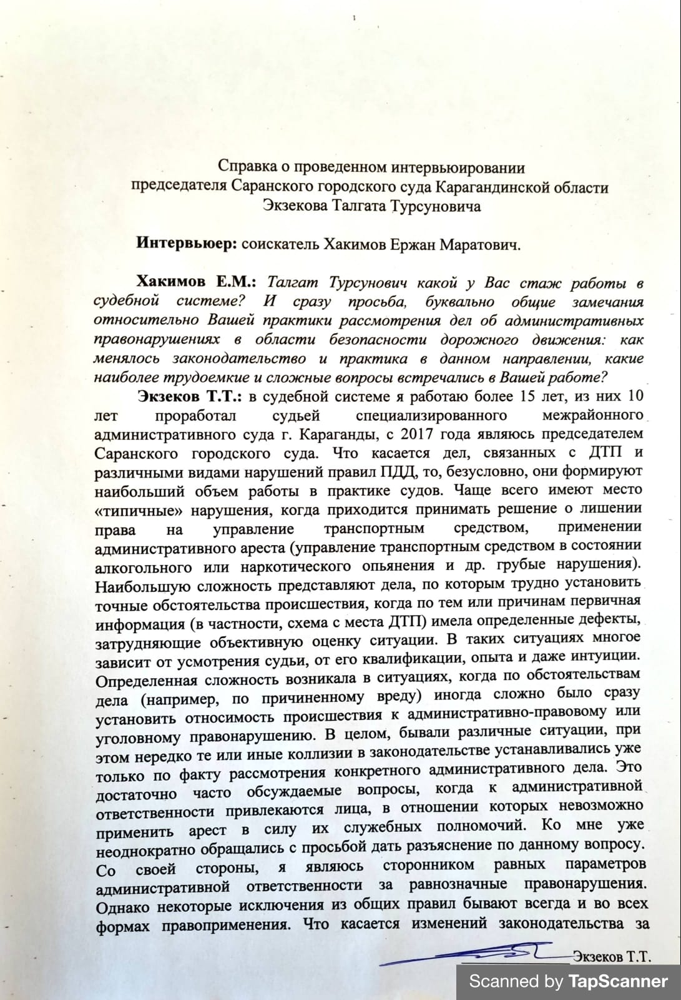 Справка о проведенном интервьюировании
председателя Саранского городского суда Карагандинской области
Экзекова Талгата Турсуновича
Интервьюер: соискатель Хакимов Ержан Маратович.
Хакимов Е.М.: Талгат Турсунович какой у Вас стаж работы в
судебной системе? И сразу просьба, буквально общие замечания
относительно Вашей практики рассмотрения дел об административных
правонарушениях в области безопасности дорожного движения: как
менялось законодательство и практика в данном направлении, какие
наиболее трудоемкие и сложные вопросы встречались в Вашей работе?
Экзеков Т.Т.: в судебной системе я работаю более 15 лет, из них 10
лет проработал судьей специализированного межрайонного
административного суда г. Караганды, с 2017 года являюсь председателем
Саранского городского суда. Что касается дел, связанных с ДТП и
различными видами нарушений правил ПДД, то, безусловно, они формируют
наибольший объем работы в практике судов. Чаще всего имеют место
«типичные» нарушения, когда приходится принимать решение о лишении
права на управление транспортным средством, применении
административного ареста (управление транспортным средством в состоянии
алкогольного или наркотического опьянения и др. грубые нарушения).
Наибольшую сложность представляют дела, по которым трудно установить
точные обстоятельства происшествия, когда по тем или причинам первичная
информация (в частности, схема с места ДТП) имела определенные дефекты,
затрудняющие объективную оценку ситуации. В таких ситуациях многое
зависит от усмотрения судьи, от его квалификации, опыта и даже интуиции.
Определенная сложность возникала в ситуациях, когда по обстоятельствам
дела (например, по причиненному вреду) иногда сложно было сразу
установить относимость происшествия к административно-правовому или
уголовному правонарушению. В целом, бывали различные ситуации, при
этом нередко те или иные коллизии в законодательстве устанавливались уже
только по факту рассмотрения конкретного административного дела. Это
достаточно часто обсуждаемые вопросы, когда к административной
ответственности привлекаются лица, в отношении которых невозможно
применить арест в силу их служебных полномочий. Ко мне уже
неоднократно обращались с просьбой дать разъяснение по данному вопросу.
Со своей стороны, я являюсь сторонником равных параметров
административной ответственности за равнозначные правонарушения.
Однако некоторые исключения из общих правил бывают всегда и во всех
формах правоприменения. Что касается изменений законодательства за
Экзеков Т.Т.
Scanned by TapScanner